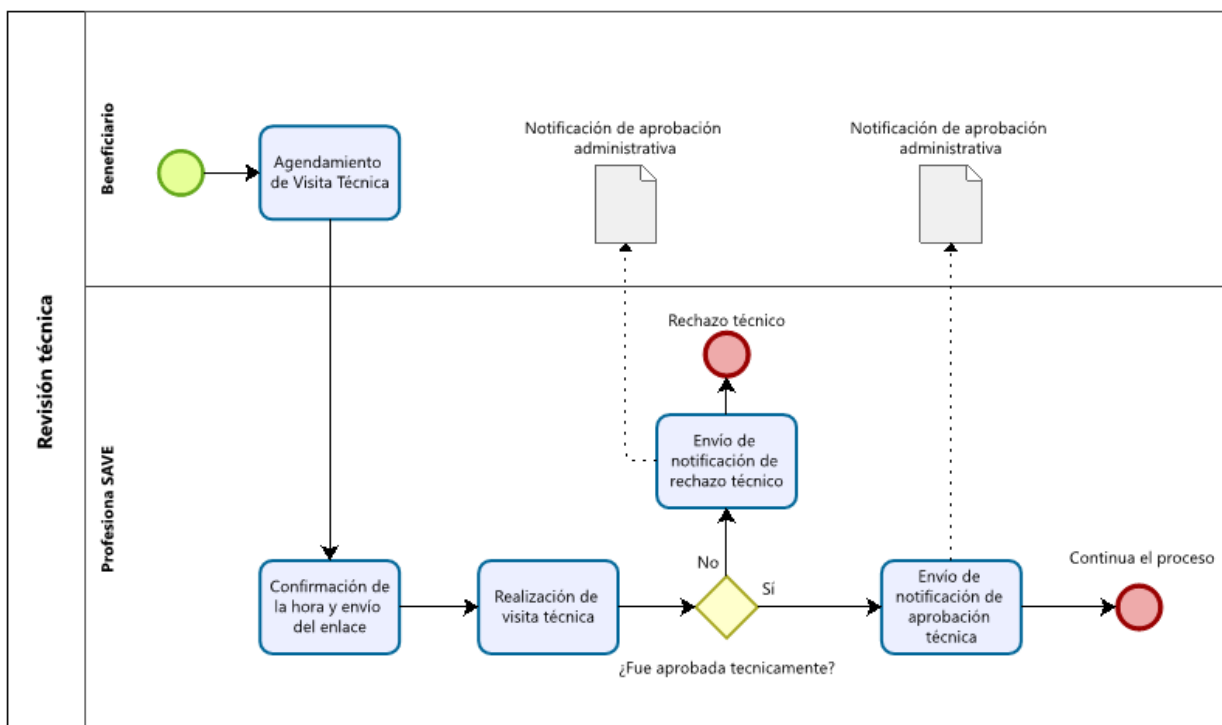 Revisión técnica
Beneficiario
Agendamiento
de Visita Técnica
Notificación de aprobación
administrativa
Notificación de aprobación
administrativa
Profesiona SAVE
Rechazo técnico
Envío de
notificación de
rechazo técnico
No
Sí
Confirmación de
la hora y envío
del enlace
Realización de
visita técnica
¿Fue aprobada tecnicamente?
Envío de
notificación de
aprobación
técnica
Continua el proceso